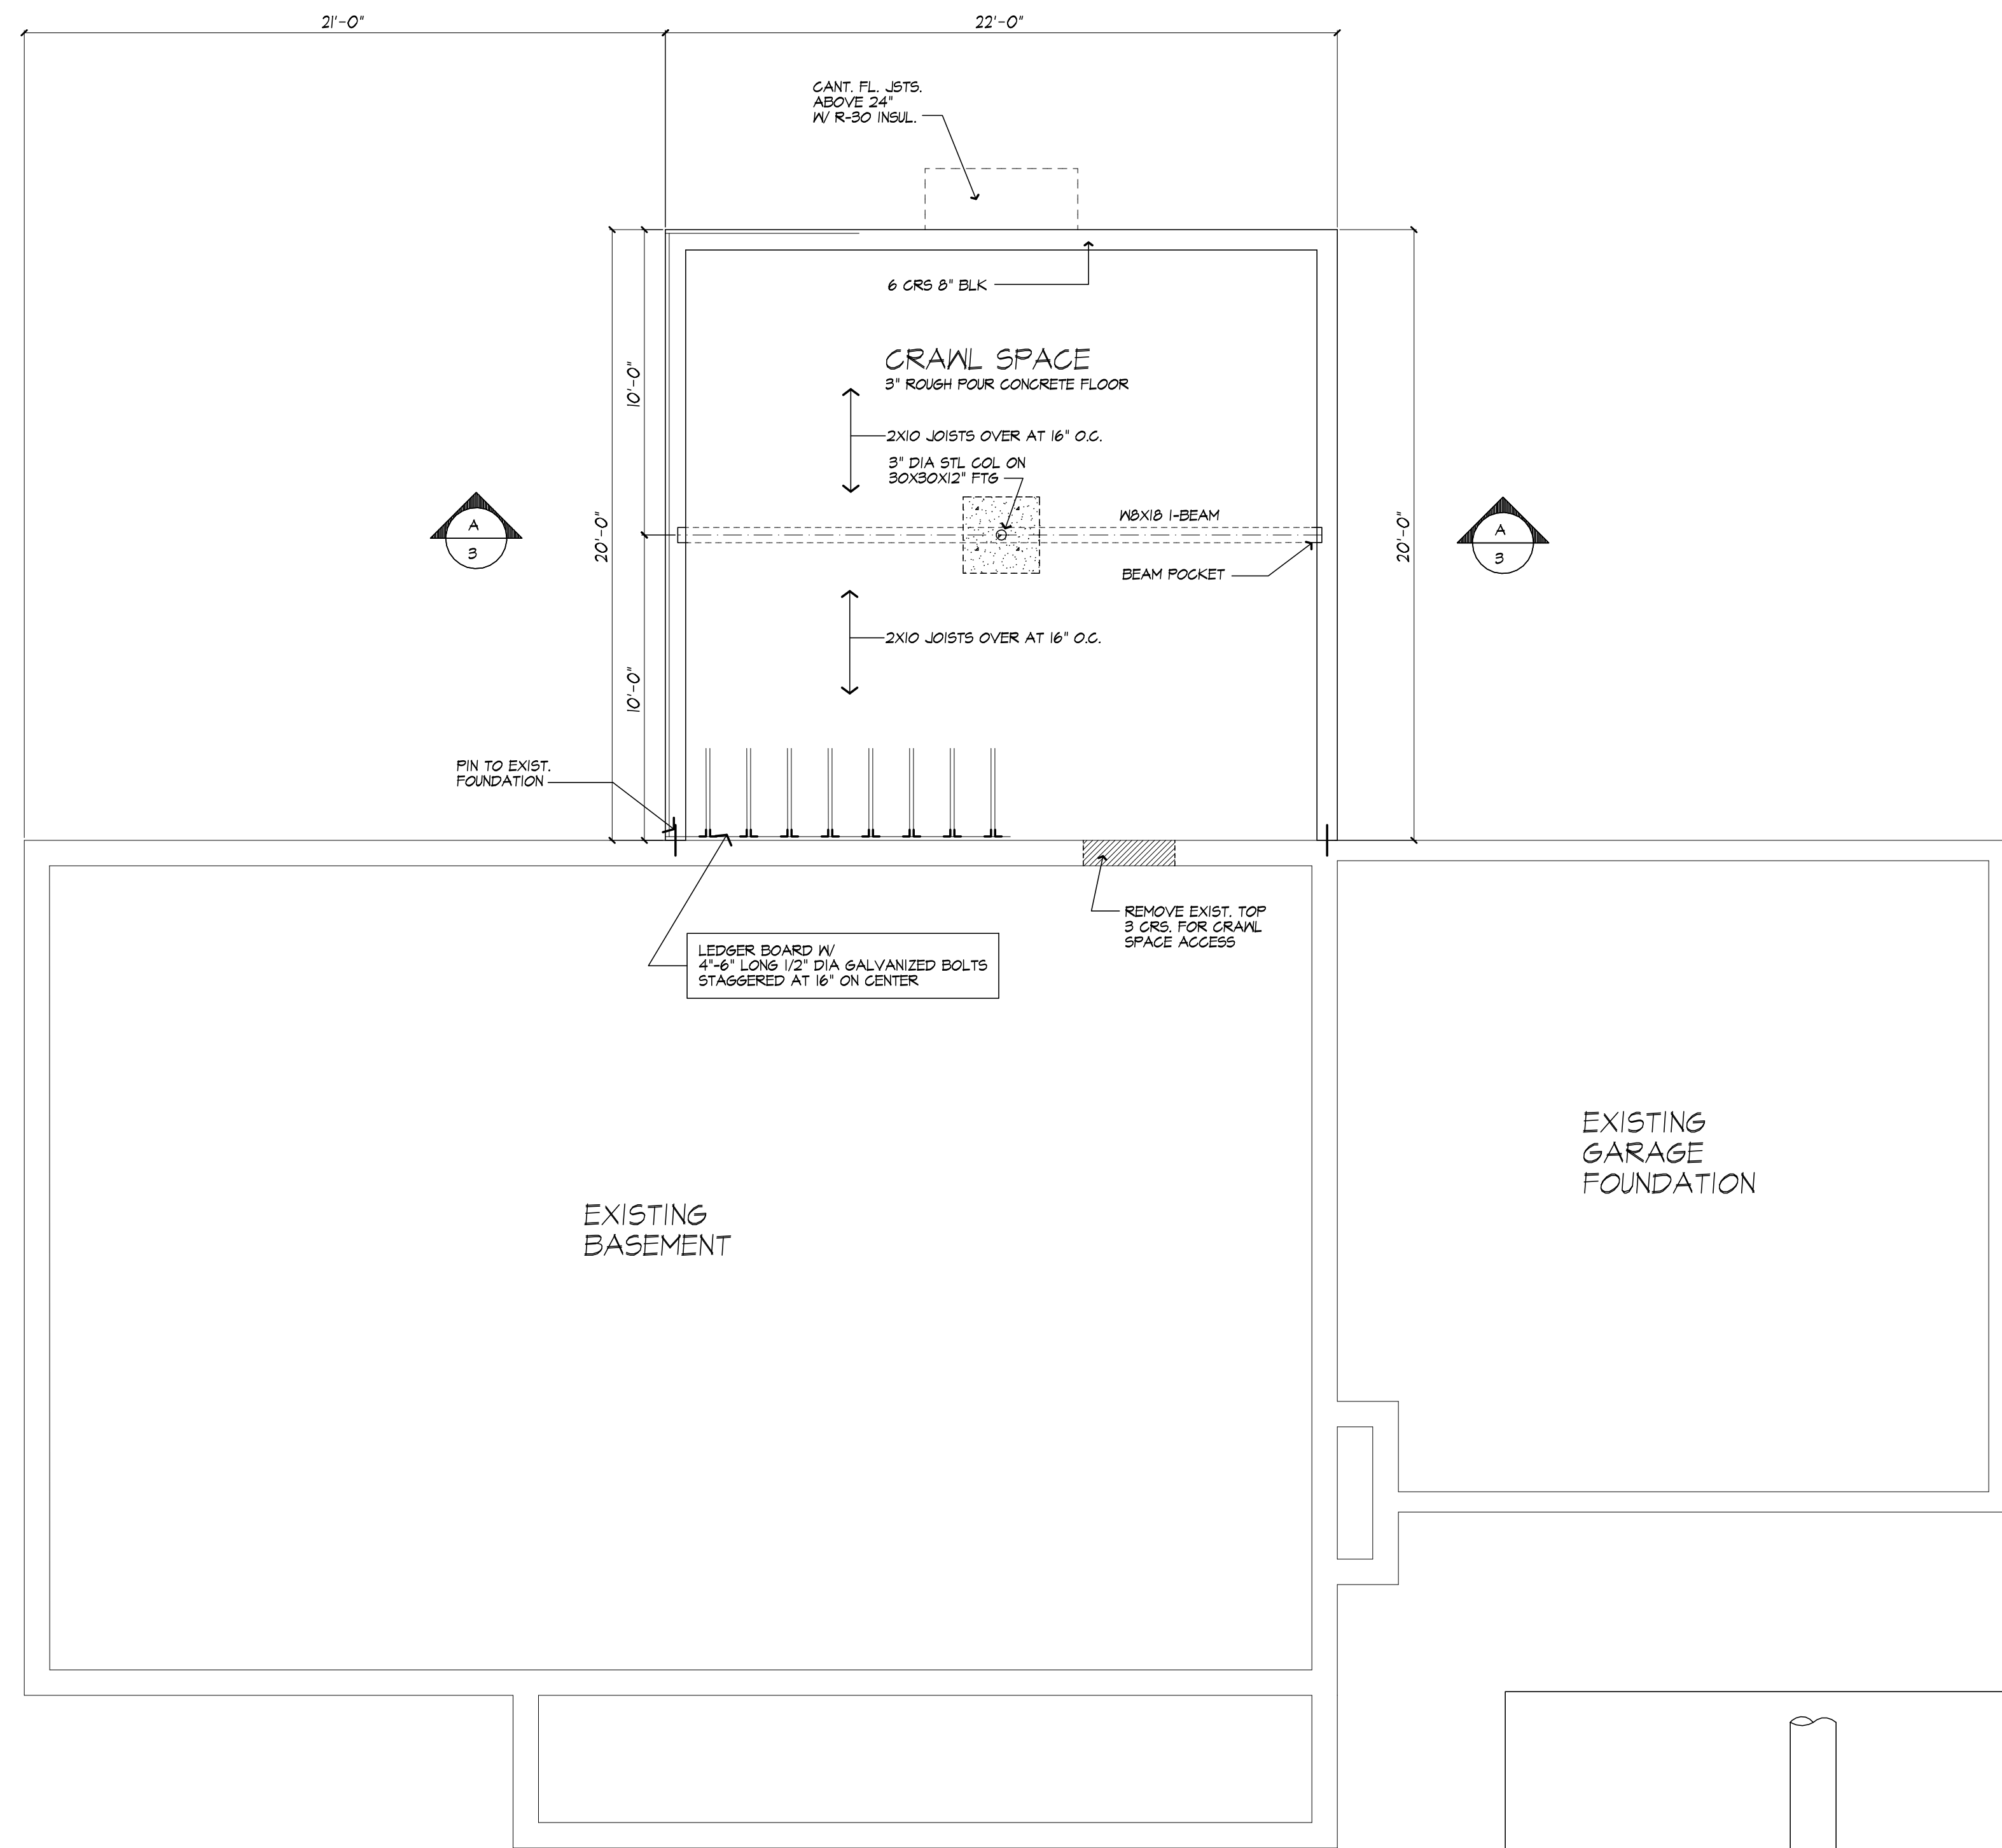 21'-0"
22'-0"
CANT. FL. JSTS.
ABOVE 24"
W/ R-30 INSUL.
6 CRS 8" BLK
CRAWL SPACE
3" ROUGH POUR CONCRETE FLOOR
10'-0"
2X10 JOISTS OVER AT 16" O.C.
3" DIA STL COL ON
30X30X12" FTG
A
3
20'-0"
W8X18 I-BEAM
20'-0"
A
3
BEAM POCKET
2X10 JOISTS OVER AT 16" O.C.
10'-0"
PIN TO EXIST.
FOUNDATION
REMOVE EXIST. TOP
3 CRS. FOR CRAWL
SPACE ACCESS
LEDGER BOARD W/
4"-6" LONG 1/2" DIA GALVANIZED BOLTS
STAGGERED AT 16" ON CENTER
EXISTING
GARAGE
FOUNDATION
EXISTING
BASEMENT